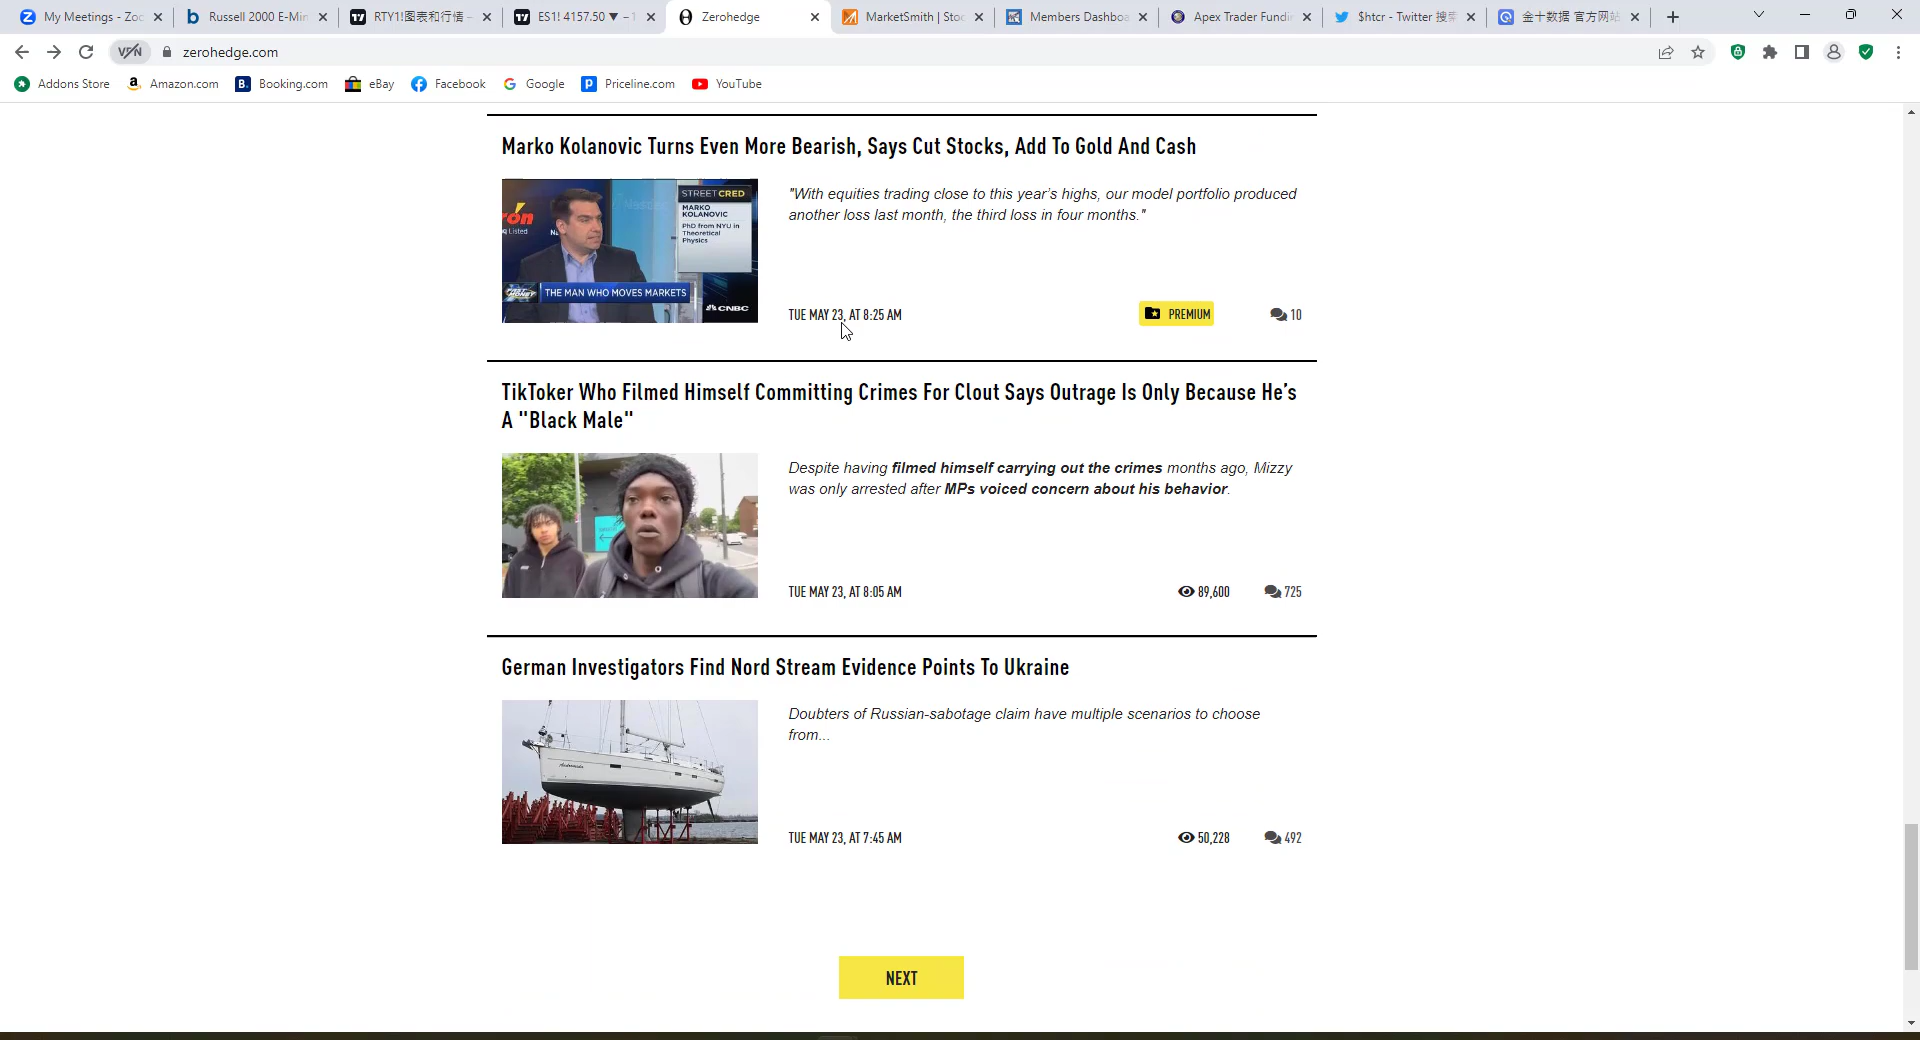 My Meetings - Zoo
Russell 2000 E-Min
RTY1!图表和行情 –
ES1! 4157.50 ▼ −1
Zerohedge
MarketSmith | Stoc
Members Dashboa
Apex Trader Fundi
$htcr - Twitter 搜索
金十数据 官方网站
VPN
zerohedge.com
Addons Store
Amazon.com
Booking.com
eBay
Facebook
Google
Priceline.com
YouTube
Marko Kolanovic Turns Even More Bearish, Says Cut Stocks, Add To Gold And Cash
STREET CRED
MARKO
KOLANOVIC
PhD from NYU in
Theoretical
Physics
THE MAN WHO MOVES MARKETS
CNBC
"With equities trading close to this year's highs, our model portfolio produced
another loss last month, the third loss in four months."
TUE MAY 23, AT 8:25 AM
PREMIUM
10
TikToker Who Filmed Himself Committing Crimes For Clout Says Outrage Is Only Because He's
A "Black Male"
Despite having filmed himself carrying out the crimes months ago, Mizzy
was only arrested after MPs voiced concern about his behavior.
TUE MAY 23, AT 8:05 AM
89,600
725
German Investigators Find Nord Stream Evidence Points To Ukraine
Doubters of Russian-sabotage claim have multiple scenarios to choose
from...
TUE MAY 23, AT 7:45 AM
50,228
492
NEXT